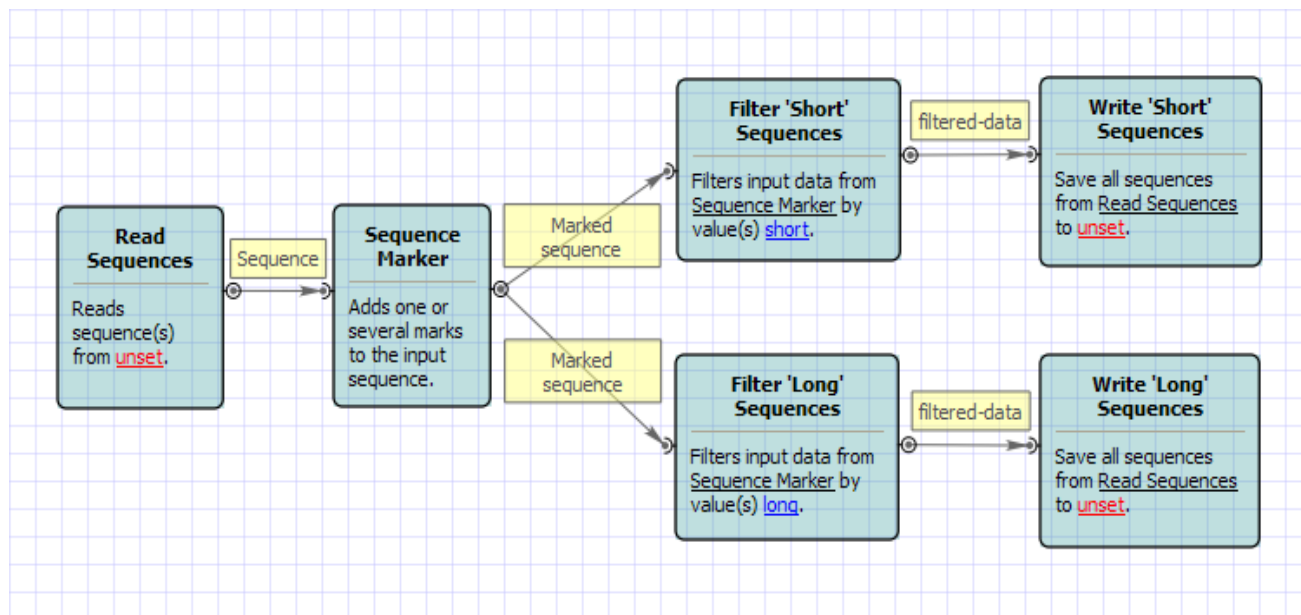 Read
Sequences
Reads
sequence(s)
from unset.
Sequence
Sequence
Marker
Adds one or
several marks
to the input
sequence.
Marked
sequence
Filter 'Short'
Sequences
Filters input data from
Sequence Marker by
value(s) short.
filtered-data
Write 'Short'
Sequences
Save all sequences
from Read Sequences
to unset.
Marked
sequence
Filter 'Long'
Sequences
Filters input data from
Sequence Marker by
value(s) long.
filtered-data
Write 'Long'
Sequences
Save all sequences
from Read Sequences
to unset.